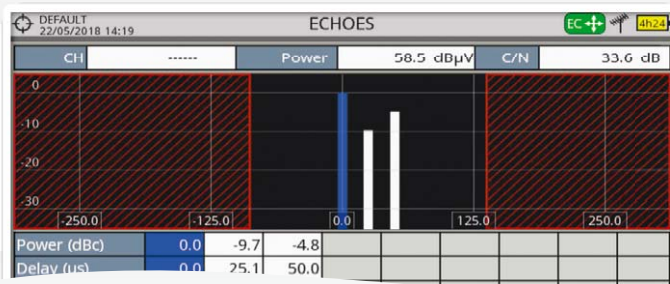 DEFAULT
22/05/2018 14:19
ECHOES
EC
4h24
CH ------ Power 58.5 dBµV C/N 33.6 dB
0
-10
-20
-30
-250.0 -125.0 0.0 125.0 250.0
Power (dBc) 0.0 -9.7 -4.8
Delay (us) 0.0 25.1 50.0